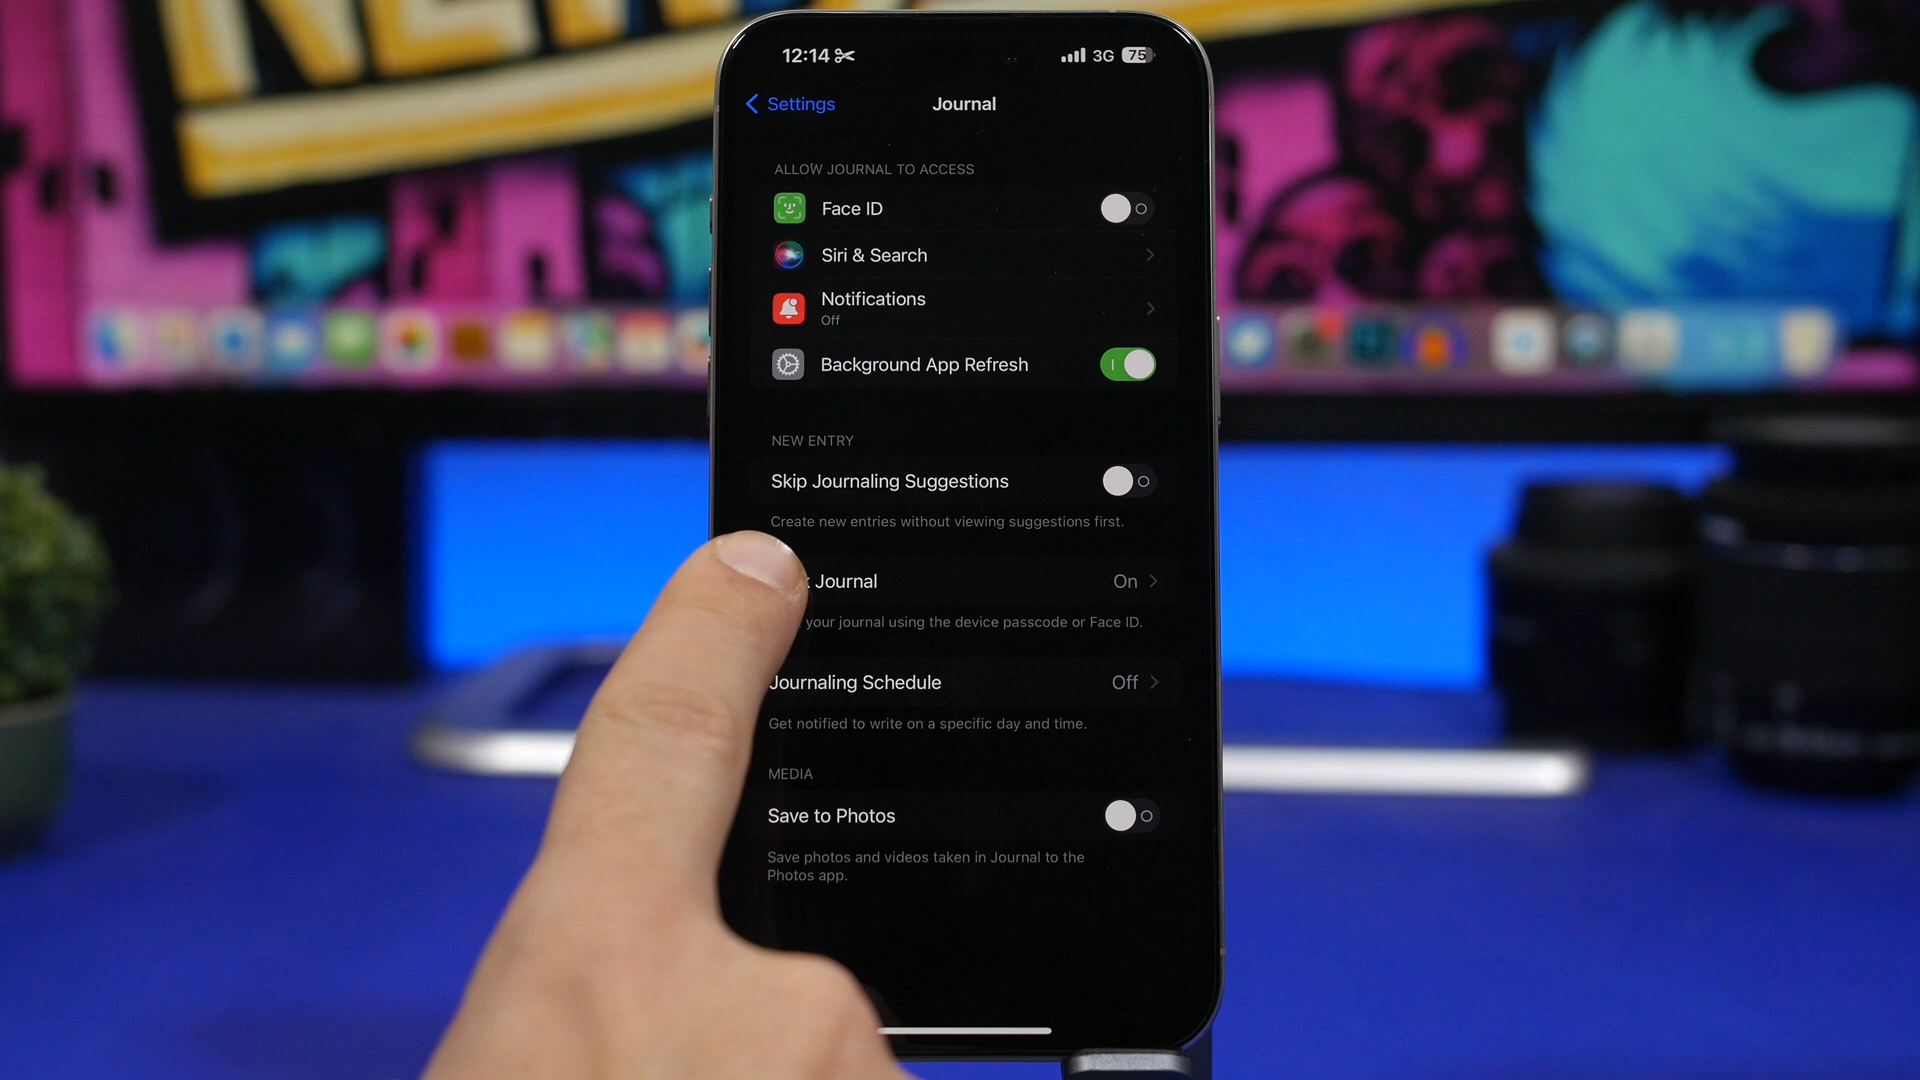 NEW
12:14
3G 75
Settings
Journal
ALLOW JOURNAL TO ACCESS
Face ID
Siri & Search
Notifications
Off
Background App Refresh
NEW ENTRY
Skip Journaling Suggestions
Create new entries without viewing suggestions first.
Journal On
your journal using the device passcode or Face ID.
Journaling Schedule Off
Get notified to write on a specific day and time.
MEDIA
Save to Photos
Save photos and videos taken in Journal to the
Photos app.